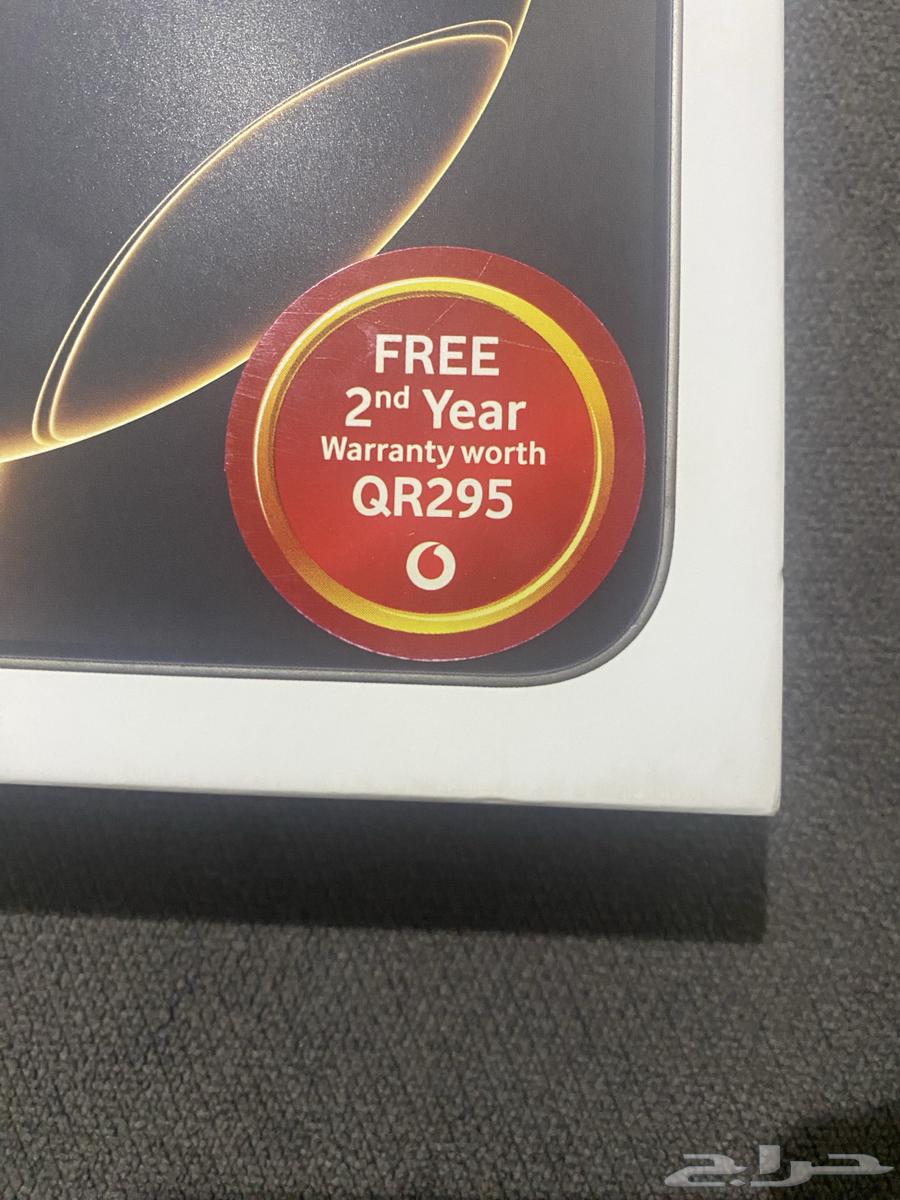 FREE
2nd Year
Warranty worth
QR295
حراج